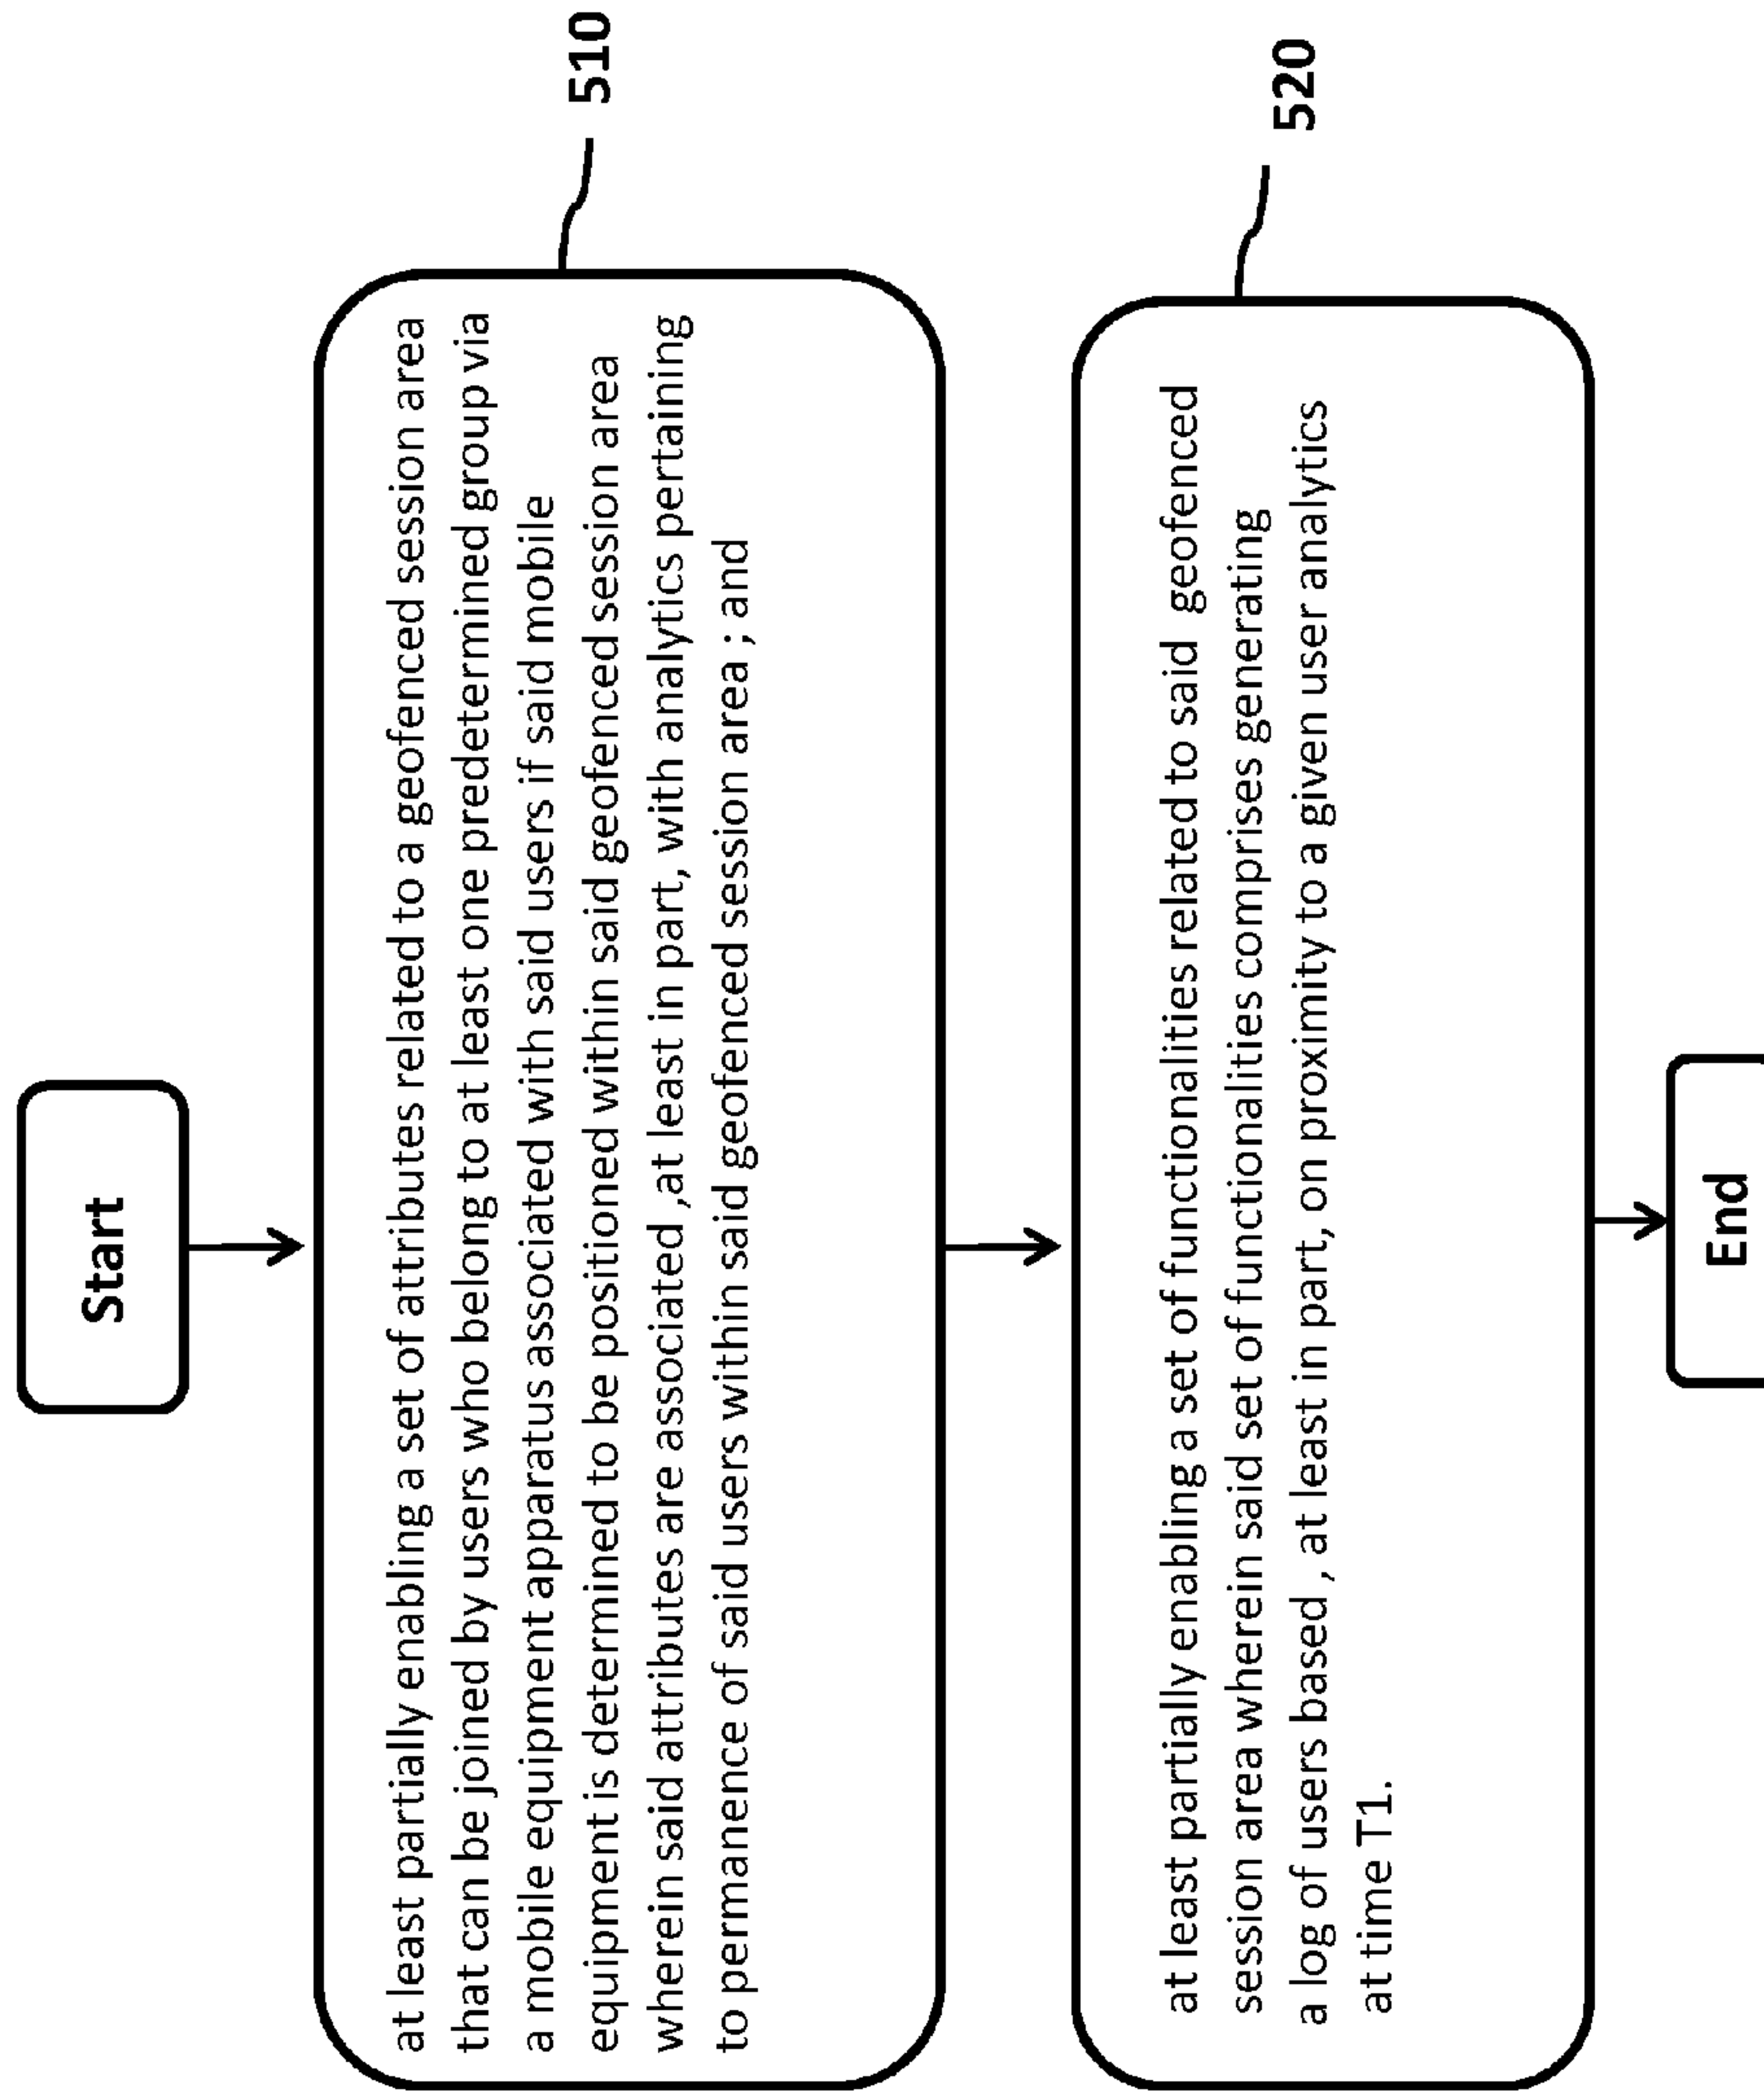 Start
at least partially enabling a set of attributes related to a geofenced session area
that can be joined by users who belong to at least one predetermined group via
a mobile equipment apparatus associated with said users if said mobile
equipment is determined to be positioned within said geofenced session area
wherein said attributes are associated ,at least in part, with analytics pertaining
to permanence of said users within said geofenced session area ; and
510
at least partially enabling a set of functionalities related to said geofenced
session area wherein said set of functionalities comprises generating
a log of users based , at least in part, on proximity to a given user analytics
at time T1.
520
End